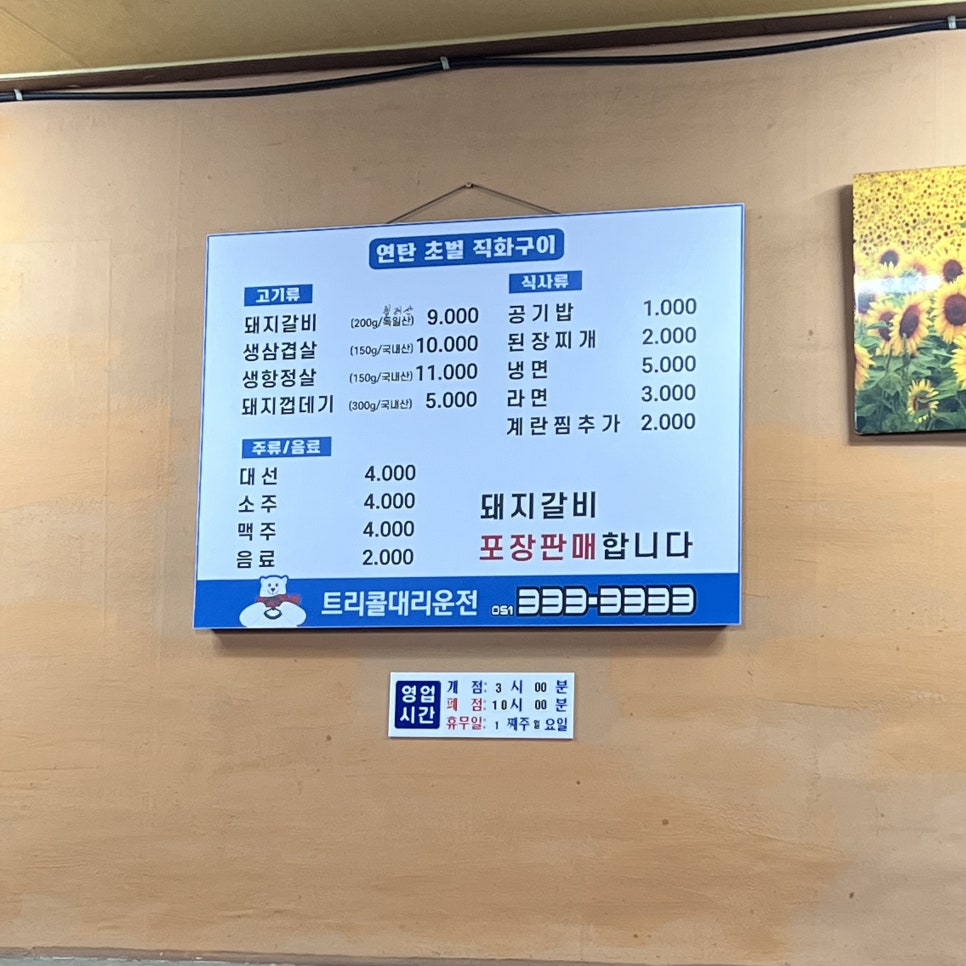 연탄 초벌 직화구이
고기류
돼지갈비 (200g/독일산) 9.000
생삼겹살 (150g/국내산) 10.000
생항정살 (150g/국내산) 11.000
돼지껍데기 (300g/국내산) 5.000
주류/음료
대선 4.000
소주 4.000
맥주 4.000
음료 2.000
식사류
공기밥 1.000
된장찌개 2.000
냉면 5.000
라면 3.000
계란찜추가 2.000
돼지갈비
포장판매합니다
트리콜대리운전 051 333-3333
영업시간
개 점: 3 시 00 분
폐 점: 10시 00 분
휴무일: 1 째주 월 요일